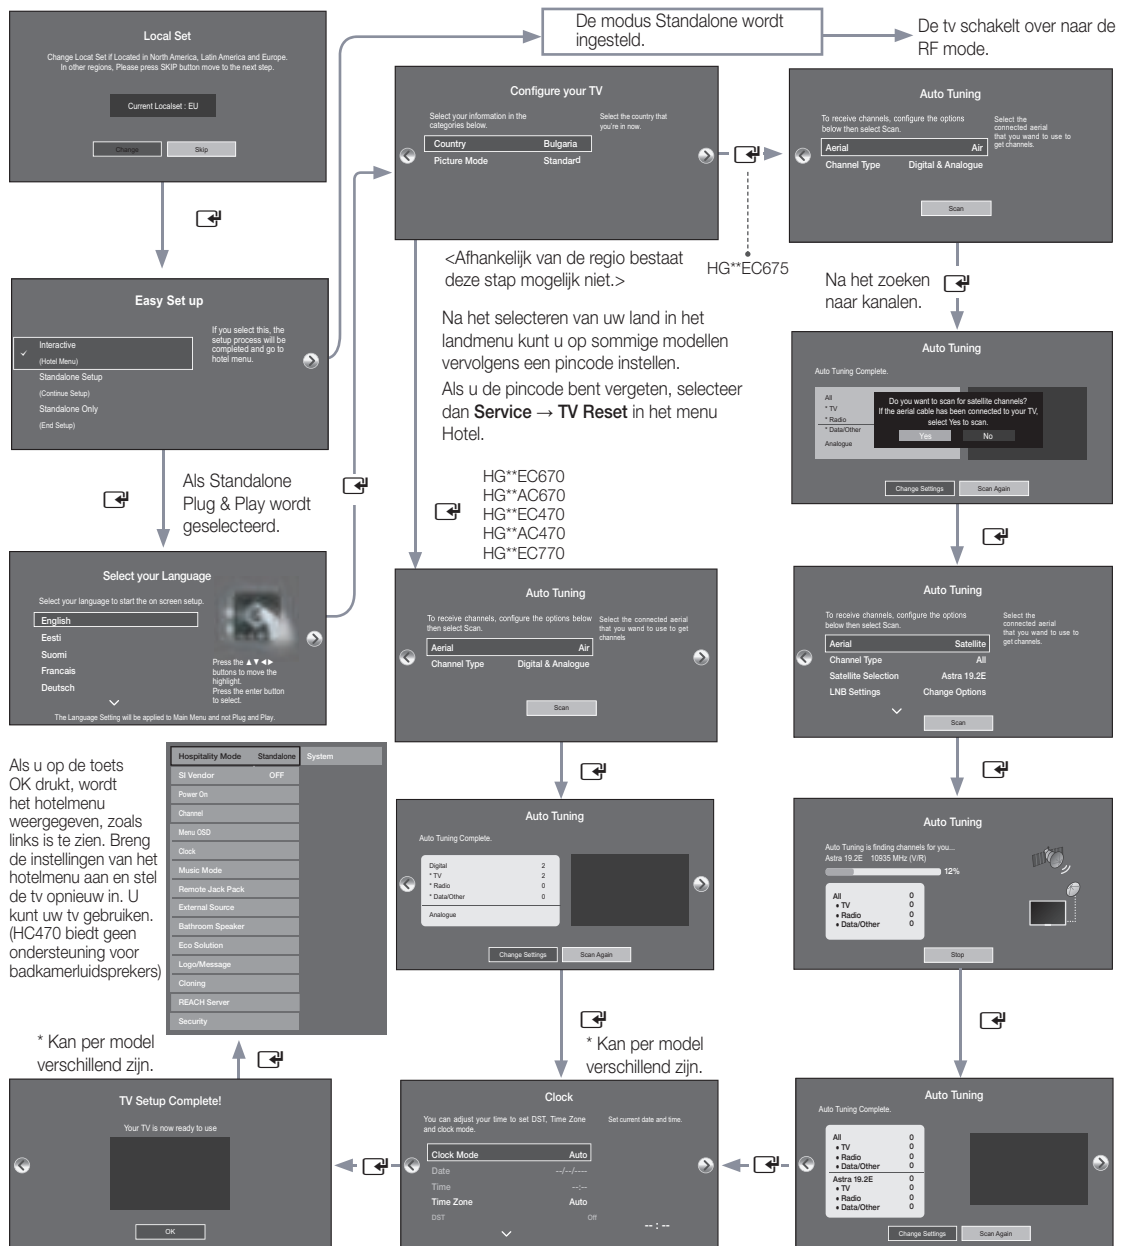 Local Set
Change Locat Set if Located in North America, Latin America and Europe.
In other regions, Please press SKIP button move to the next step.
Current Localset : EU
Change
Skip
De modus Standalone wordt
ingesteld.
De tv schakelt over naar de
RF mode.
Configure your TV
Select your information in the
categories below.
Select the country that
you're in now.
Country Bulgaria
Picture Mode Standard
Auto Tuning
To receive channels, configure the options
below then select Scan.
Select the
connected aerial
that you wand to use to
get channels.
Aerial Air
Channel Type Digital & Analogue
Scan
<Afhankelijk van de regio bestaat
deze stap mogelijk niet.>
HG**EC675
Na het zoeken
naar kanalen.
Easy Set up
Interactive
(Hotel Menu)
Standalone Setup
(Continue Setup)
Standalone Only
(End Setup)
If you select this, the
setup process will be
completed and go to
hotel menu.
Na het selecteren van uw land in het
landmenu kunt u op sommige modellen
vervolgens een pincode instellen.
Als u de pincode bent vergeten, selecteer
dan Service → TV Reset in het menu
Hotel.
Auto Tuning
Auto Tuning Complete.
All
* TV
* Radio
* Data/Other
Analogue
Do you want to scan for satellite channels?
If the aerial cable has been connected to your TV,
select Yes to scan.
Yes
No
Change Settings
Scan Again
Als Standalone
Plug & Play wordt
geselecteerd.
HG**EC670
HG**AC670
HG**EC470
HG**AC470
HG**EC770
Select your Language
Select your language to start the on screen setup.
English
Eesti
Suomi
Francais
Deutsch
Press the ▲▼◄►
buttons to move the
highlight.
Press the enter button
to select.
The Language Setting will be applied to Main Menu and not Plug and Play.
Auto Tuning
To receive channels, configure the options below
then select Scan.
Select the connected aerial
that you wand to use to get
channels
Aerial Air
Channel Type Digital & Analogue
Scan
Auto Tuning
To receive channels, configure the options
below then select Scan.
Select the
connected aerial
that you wand to use to
get channels.
Aerial Satellite
Channel Type All
Satellite Selection Astra 19.2E
LNB Settings Change Options
Scan
Als u op de toets
OK drukt, wordt
het hotelmenu
weergegeven, zoals
links is te zien. Breng
de instellingen van het
hotelmenu aan en stel
de tv opnieuw in. U
kunt uw tv gebruiken.
(HC470 biedt geen
ondersteuning voor
badkamerluidsprekers)
Hospitality Mode Standalone System
SI Vendor OFF
Power On
Channel
Menu OSD
Clock
Music Mode
Remote Jack Pack
External Source
Bathroom Speaker
Eco Solution
Logo/Message
Cloning
REACH Server
Security
Auto Tuning
Auto Tuning Complete.
Digital 2
* TV 2
* Radio 0
* Data/Other 0
Analogue
Change Settings
Scan Again
Auto Tuning
Auto Tuning is finding channels for you...
Astra 19.2E 10935 MHz (V/R)
12%
All 0
• TV 0
• Radio 0
• Data/Other 0
Stop
* Kan per model
verschillend zijn.
* Kan per model
verschillend zijn.
TV Setup Complete!
Your TV is now ready to use
OK
Clock
You can adjust your time to set DST, Time Zone
and clock mode.
Set current date and time.
Clock Mode Auto
Date --/--/----
Time --:--
Time Zone Auto
DST Off
-- : --
Auto Tuning
Auto Tuning Complete.
All 0
• TV 0
• Radio 0
• Data/Other 0
Astra 19.2E 0
• TV 0
• Radio 0
• Data/Other 0
Change Settings
Scan Again